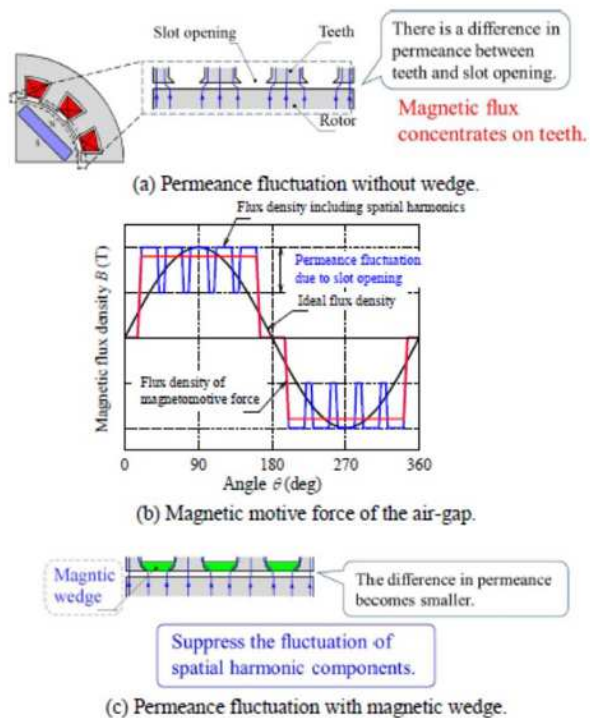 Slot opening
Teeth
Rotor
There is a difference in
permeance between
teeth and slot opening.
Magnetic flux
concentrates on teeth.
(a) Permeance fluctuation without wedge.
Flux density including spatial harmonics
Permeance fluctuation
due to slot opening
Ideal flux density
Flux density of
magnetomotive force
Magnetic flux density B (T)
0 90 180 270 360
Angle θ (deg)
(b) Magnetic motive force of the air-gap.
Magntic
wedge
The difference in permeance
becomes smaller.
Suppress the fluctuation of
spatial harmonic components.
(c) Permeance fluctuation with magnetic wedge.